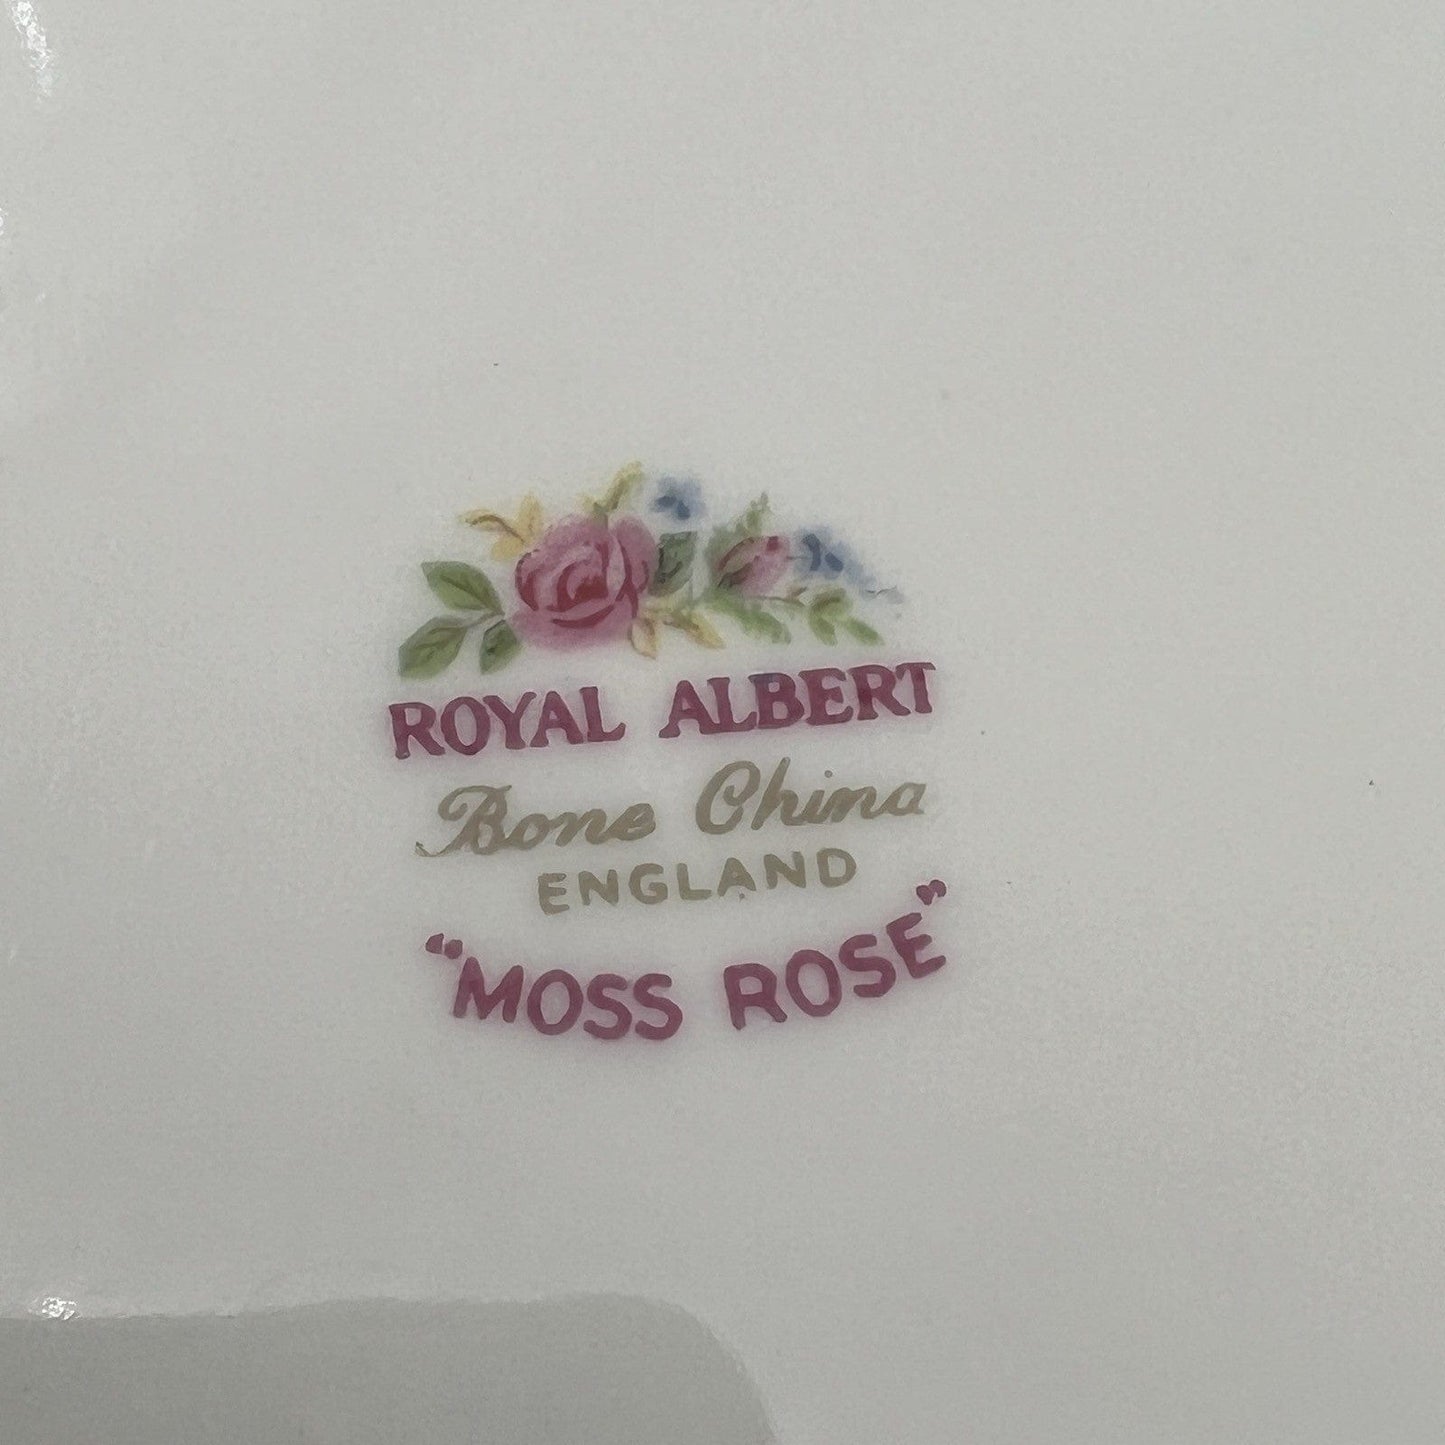 ROYAL ALBERT
Bone China
ENGLAND
"MOSS ROSE"